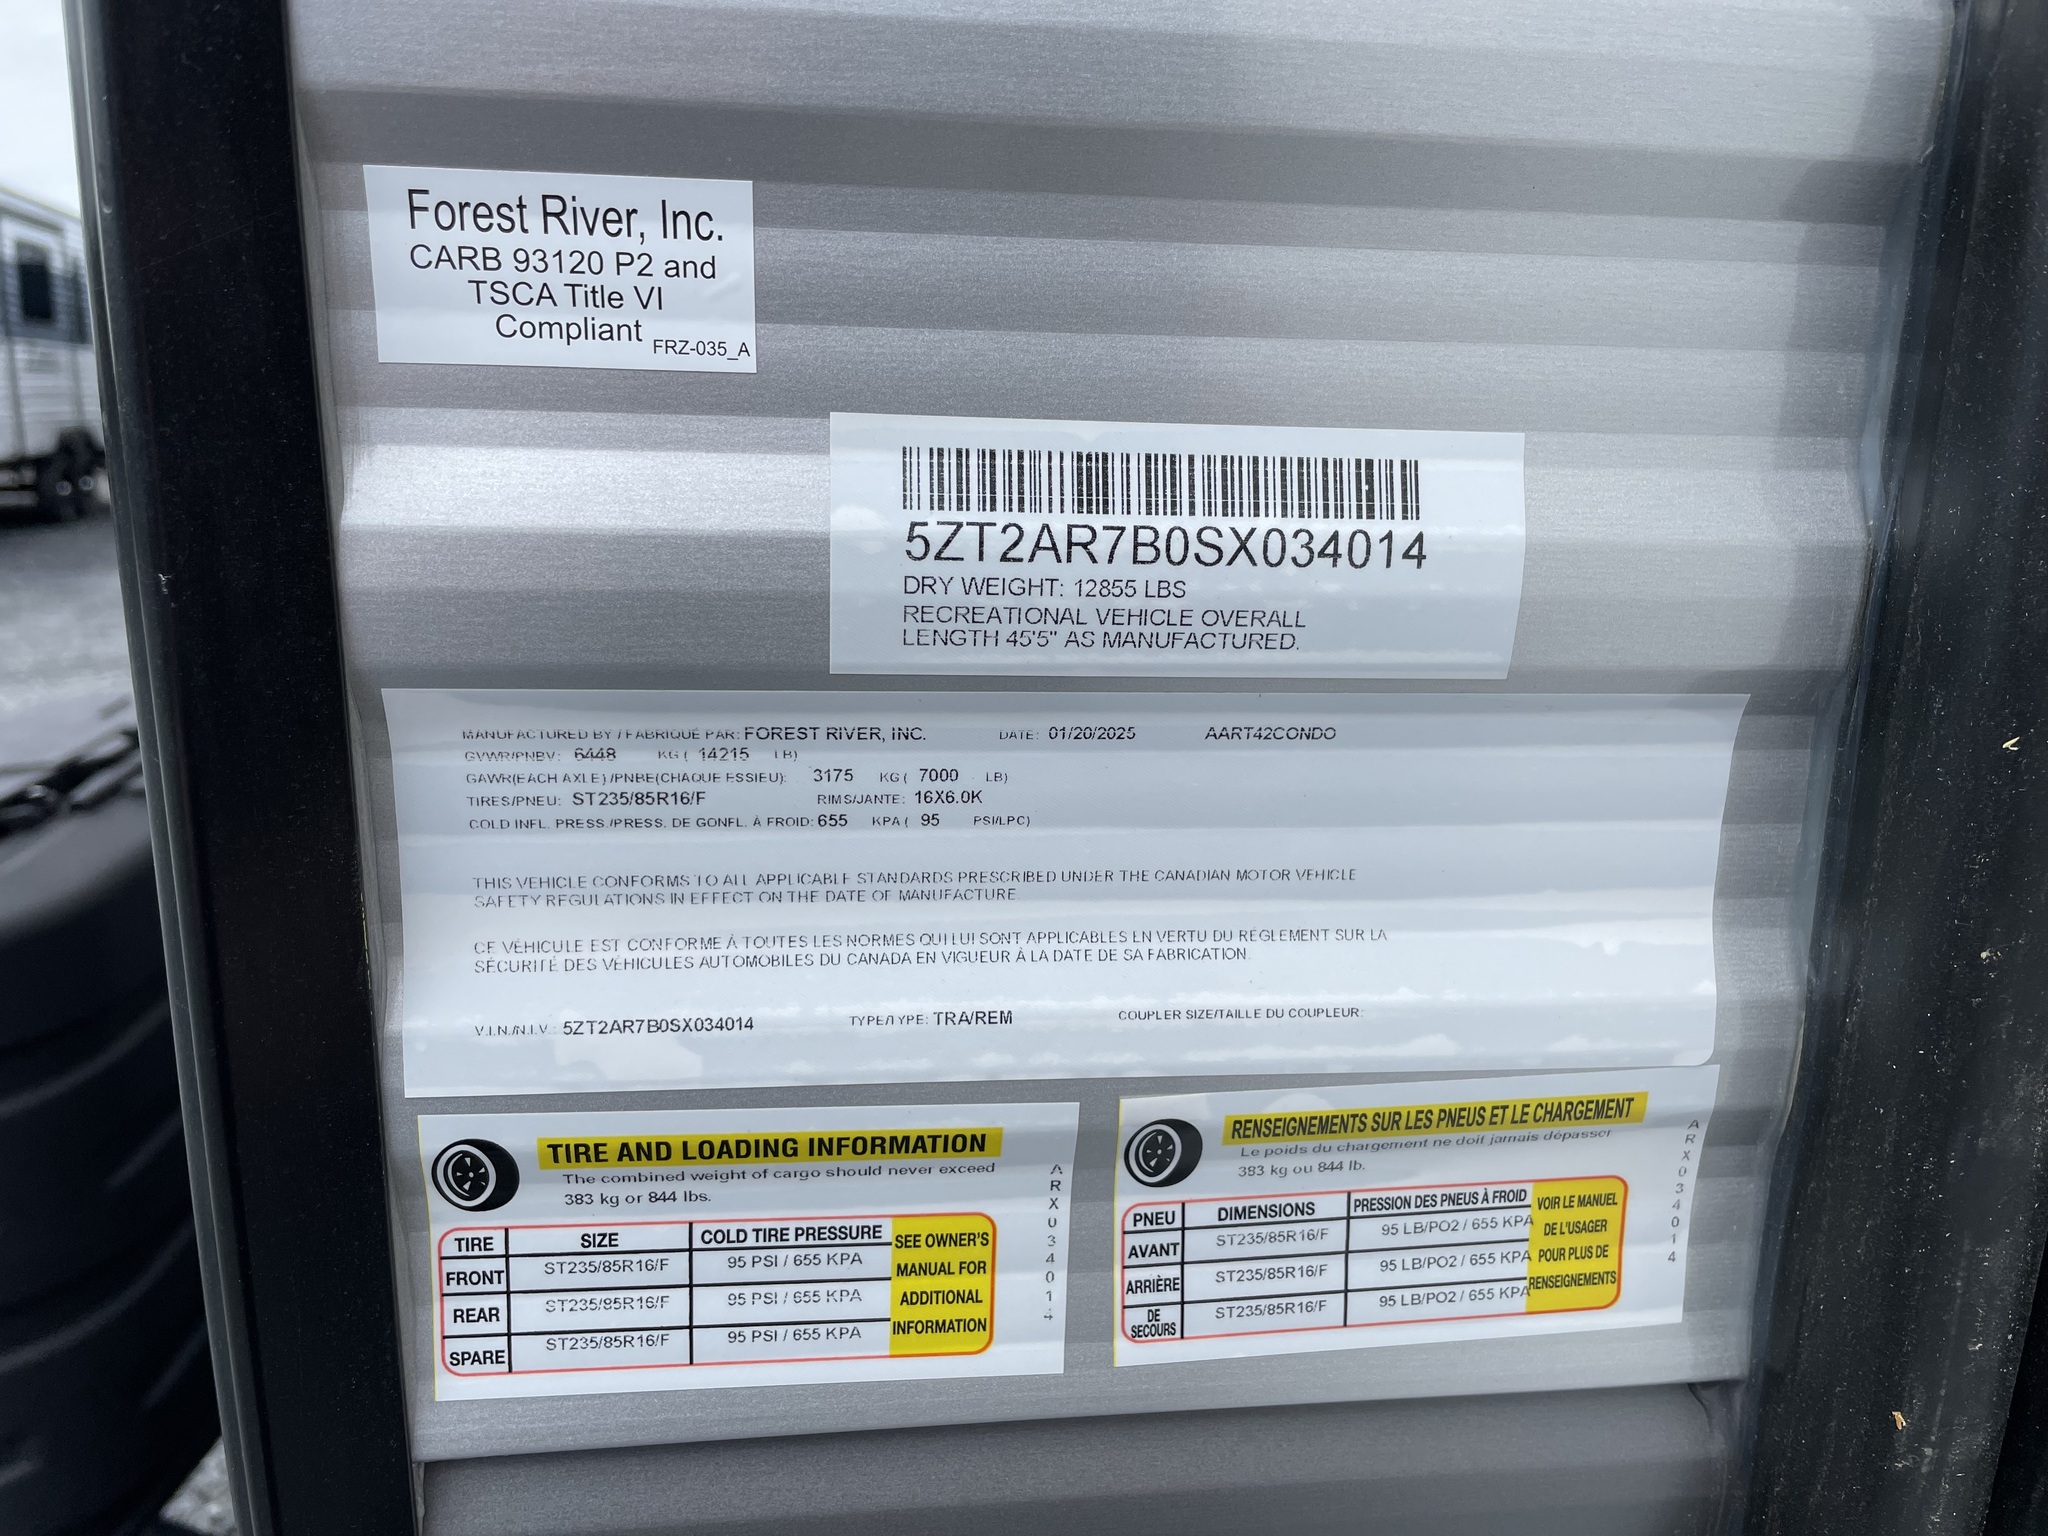 Forest River, Inc.
CARB 93120 P2 and
TSCA Title VI
Compliant
FRZ-035_A
5ZT2AR7B0SX034014
DRY WEIGHT: 12855 LBS
RECREATIONAL VEHICLE OVERALL
LENGTH 45'5" AS MANUFACTURED.
MANUFACTURED BY / FABRIQUÉ PAR: FOREST RIVER, INC. DATE: 01/20/2025 AART42CONDO
GVWR/PNBV: 6448 KG ( 14215 LB)
GAWR(EACH AXLE) /PNBE(CHAQUE ESSIEU): 3175 KG ( 7000 LB)
TIRES/PNEU: ST235/85R16/F RIMS/JANTE: 16X6.0K
COLD INFL. PRESS./PRESS. DE GONFL. À FROID: 655 KPA ( 95 PSI/LPC)
THIS VEHICLE CONFORMS TO ALL APPLICABLE STANDARDS PRESCRIBED UNDER THE CANADIAN MOTOR VEHICLE
SAFETY REGULATIONS IN EFFECT ON THE DATE OF MANUFACTURE.
CE VÉHICULE EST CONFORME À TOUTES LES NORMES QUI LUI SONT APPLICABLES EN VERTU DU RÉGLEMENT SUR LA
SÉCURITÉ DES VÉHICULES AUTOMOBILES DU CANADA EN VIGUEUR À LA DATE DE SA FABRICATION.
V.I.N./N.I.V.: 5ZT2AR7B0SX034014 TYPE/TYPE: TRA/REM COUPLER SIZE/TAILLE DU COUPLEUR:
TIRE AND LOADING INFORMATION
The combined weight of cargo should never exceed
383 kg or 844 lbs.
TIRE SIZE COLD TIRE PRESSURE
FRONT ST235/85R16/F 95 PSI / 655 KPA
REAR ST235/85R16/F 95 PSI / 655 KPA
SPARE ST235/85R16/F 95 PSI / 655 KPA
SEE OWNER'S
MANUAL FOR
ADDITIONAL
INFORMATION
ARX034014
RENSEIGNEMENTS SUR LES PNEUS ET LE CHARGEMENT
Le poids du chargement ne doit jamais dépasser
383 kg ou 844 lb.
PNEU DIMENSIONS PRESSION DES PNEUS À FROID
AVANT ST235/85R16/F 95 LB/PO2 / 655 KPA
ARRIÈRE ST235/85R16/F 95 LB/PO2 / 655 KPA
DE
SECOURS ST235/85R16/F 95 LB/PO2 / 655 KPA
VOIR LE MANUEL
DE L'USAGER
POUR PLUS DE
RENSEIGNEMENTS
ARX034014